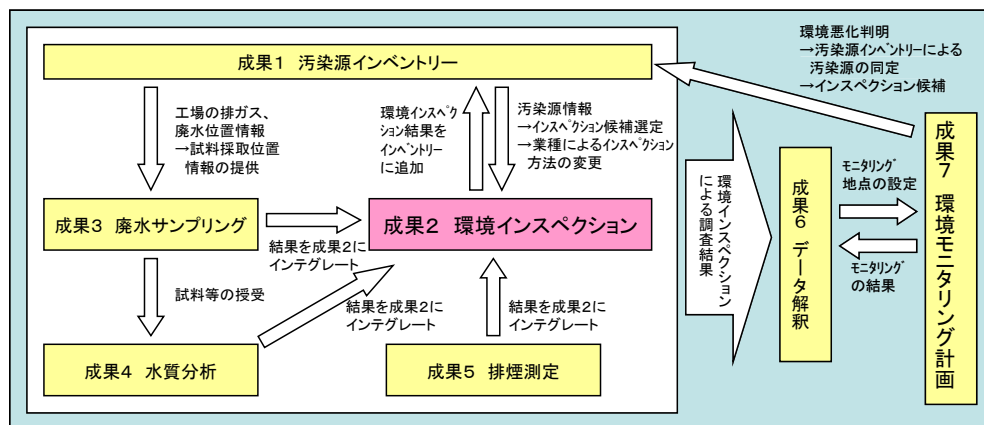 成果1 汚染源インベントリー
工場の排ガス、
廃水位置情報
→試料採取位置
情報の提供
環境インスペク
ション結果を
インベントリー
に追加
汚染源情報
→インスペクション候補選定
→業種によるインスペクション
方法の変更
環境悪化判明
→汚染源インベントリーによる
汚染源の同定
→インスペクション候補
成果3 廃水サンプリング
結果を成果2に
インテグレート
成果2 環境インスペクション
試料等の授受
結果を成果2に
インテグレート
結果を成果2に
インテグレート
成果4 水質分析
成果5 排煙測定
環境インスペクション
による調査結果
成果6 データ解釈
モニタリング
地点の設定
モニタリング
の結果
成果7 環境モニタリング計画